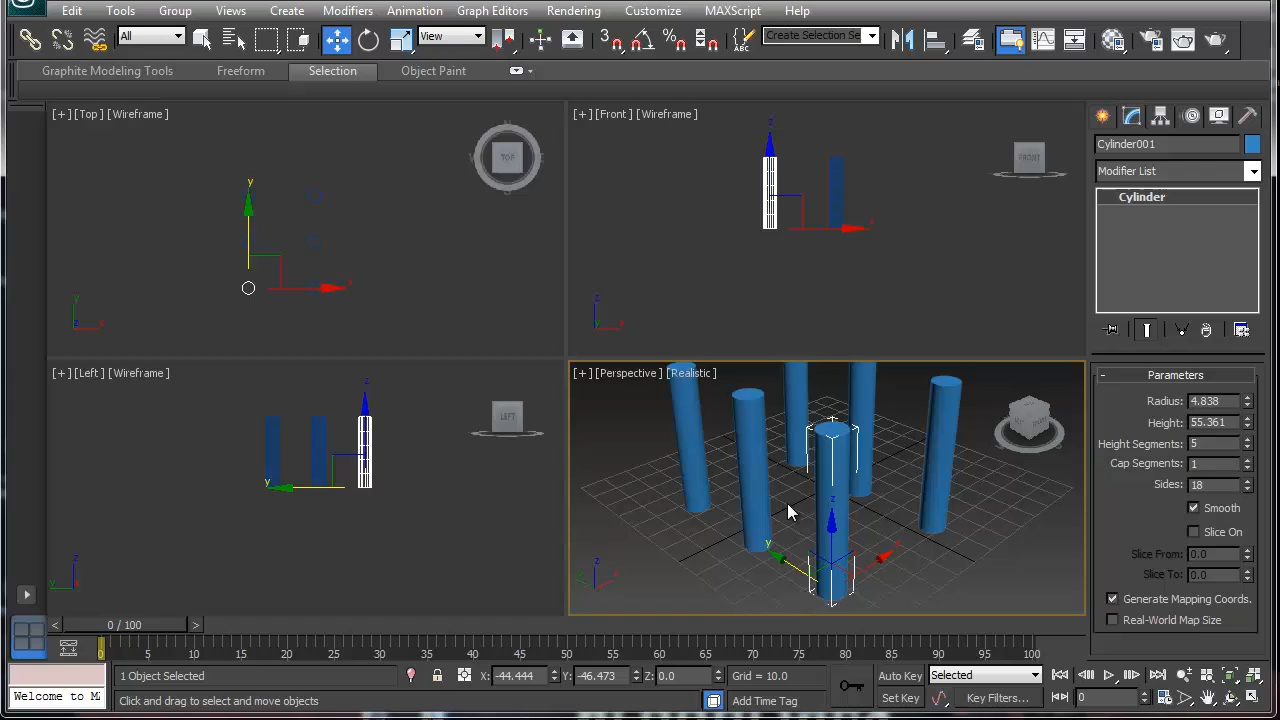 Edit Tools Group Views Create Modifiers Animation Graph Editors Rendering Customize MAXScript Help
All View 3 Create Selection Se
Graphite Modeling Tools Freeform Selection Object Paint
[+] [Top] [Wireframe]
[+] [Front] [Wireframe]
TOP
FRONT
y
x
z
x
y
z
x
z
y
x
[+] [Left] [Wireframe]
[+] [Perspective] [Realistic]
LEFT
z
y
z
y
z
y
x
z
x
Cylinder001
Modifier List
Cylinder
- Parameters
Radius: 4.838
Height: 55.361
Height Segments: 5
Cap Segments: 1
Sides: 18
Smooth
Slice On
Slice From: 0.0
Slice To: 0.0
Generate Mapping Coords.
Real-World Map Size
< 0 / 100 >
0 5 10 15 20 25 30 35 40 45 50 55 60 65 70 75 80 85 90 95 100
1 Object Selected X: -44.444 Y: -46.473 Z: 0.0 Grid = 10.0 Auto Key Selected
Welcome to MA Click and drag to select and move objects Add Time Tag Set Key Key Filters... 0